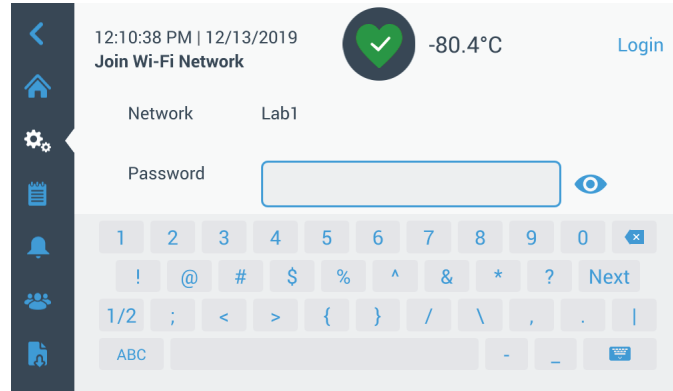 12:10:38 PM | 12/13/2019
-80.4°C
Login
Join Wi-Fi Network
Network Lab1
Password
1 2 3 4 5 6 7 8 9 0
! @ # $ % ^ & * ? Next
1/2 ; < > { } / \ , . |
ABC - _